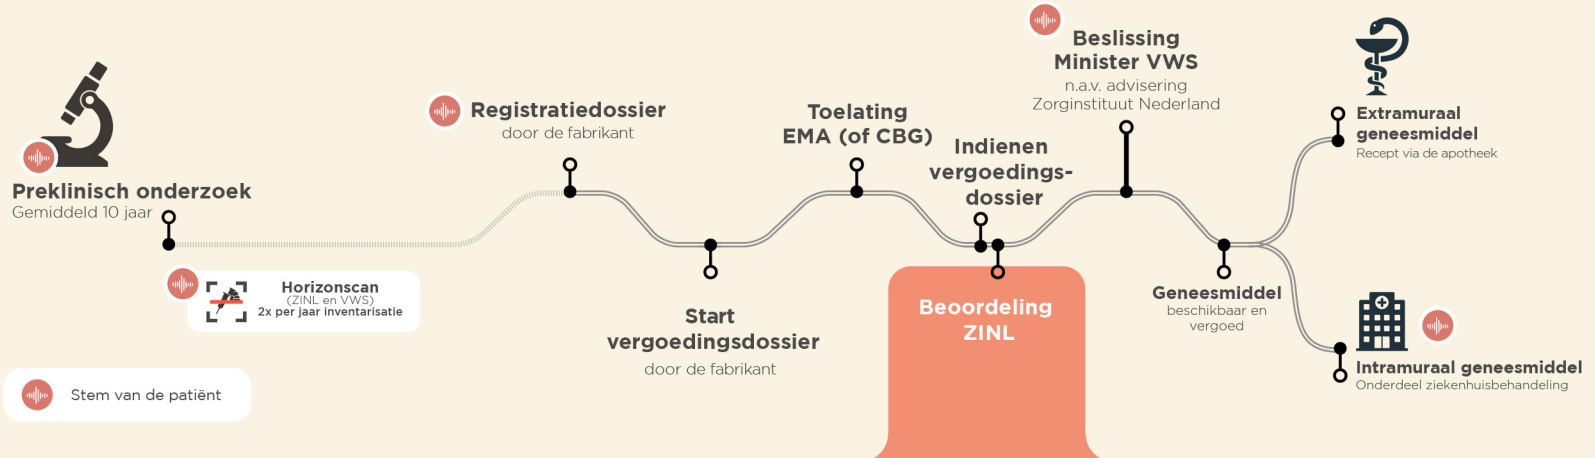 Preklinisch onderzoek
Gemiddeld 10 jaar
Horizonscan
(ZINL en VWS)
2x per jaar inventarisatie
Registratiedossier
door de fabrikant
Start
vergoedingsdossier
door de fabrikant
Toelating
EMA (of CBG)
Indienen
vergoedings-
dossier
Beoordeling
ZINL
Beslissing
Minister VWS
n.a.v. advisering
Zorginstituut Nederland
Geneesmiddel
beschikbaar en
vergoed
Extramuraal
geneesmiddel
Recept via de apotheek
Intramuraal geneesmiddel
Onderdeel ziekenhuisbehandeling
Stem van de patiënt